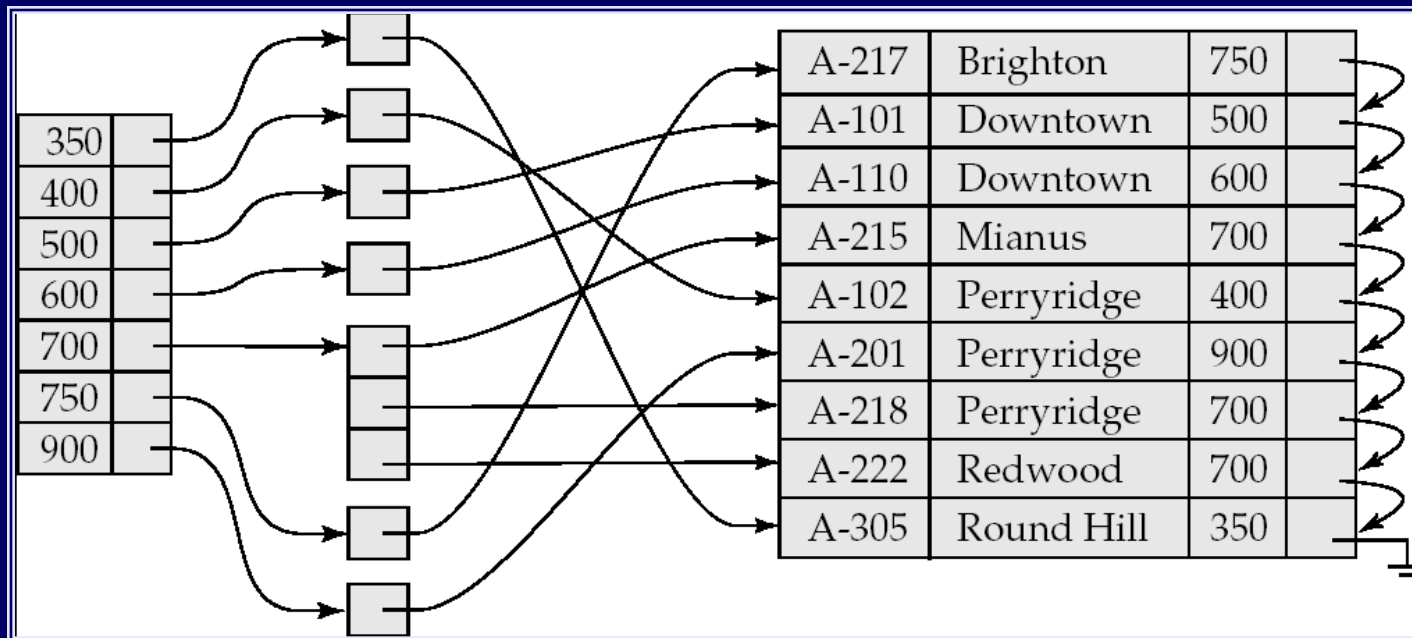 350
400
500
600
700
750
900
A-217 Brighton 750
A-101 Downtown 500
A-110 Downtown 600
A-215 Mianus 700
A-102 Perryridge 400
A-201 Perryridge 900
A-218 Perryridge 700
A-222 Redwood 700
A-305 Round Hill 350